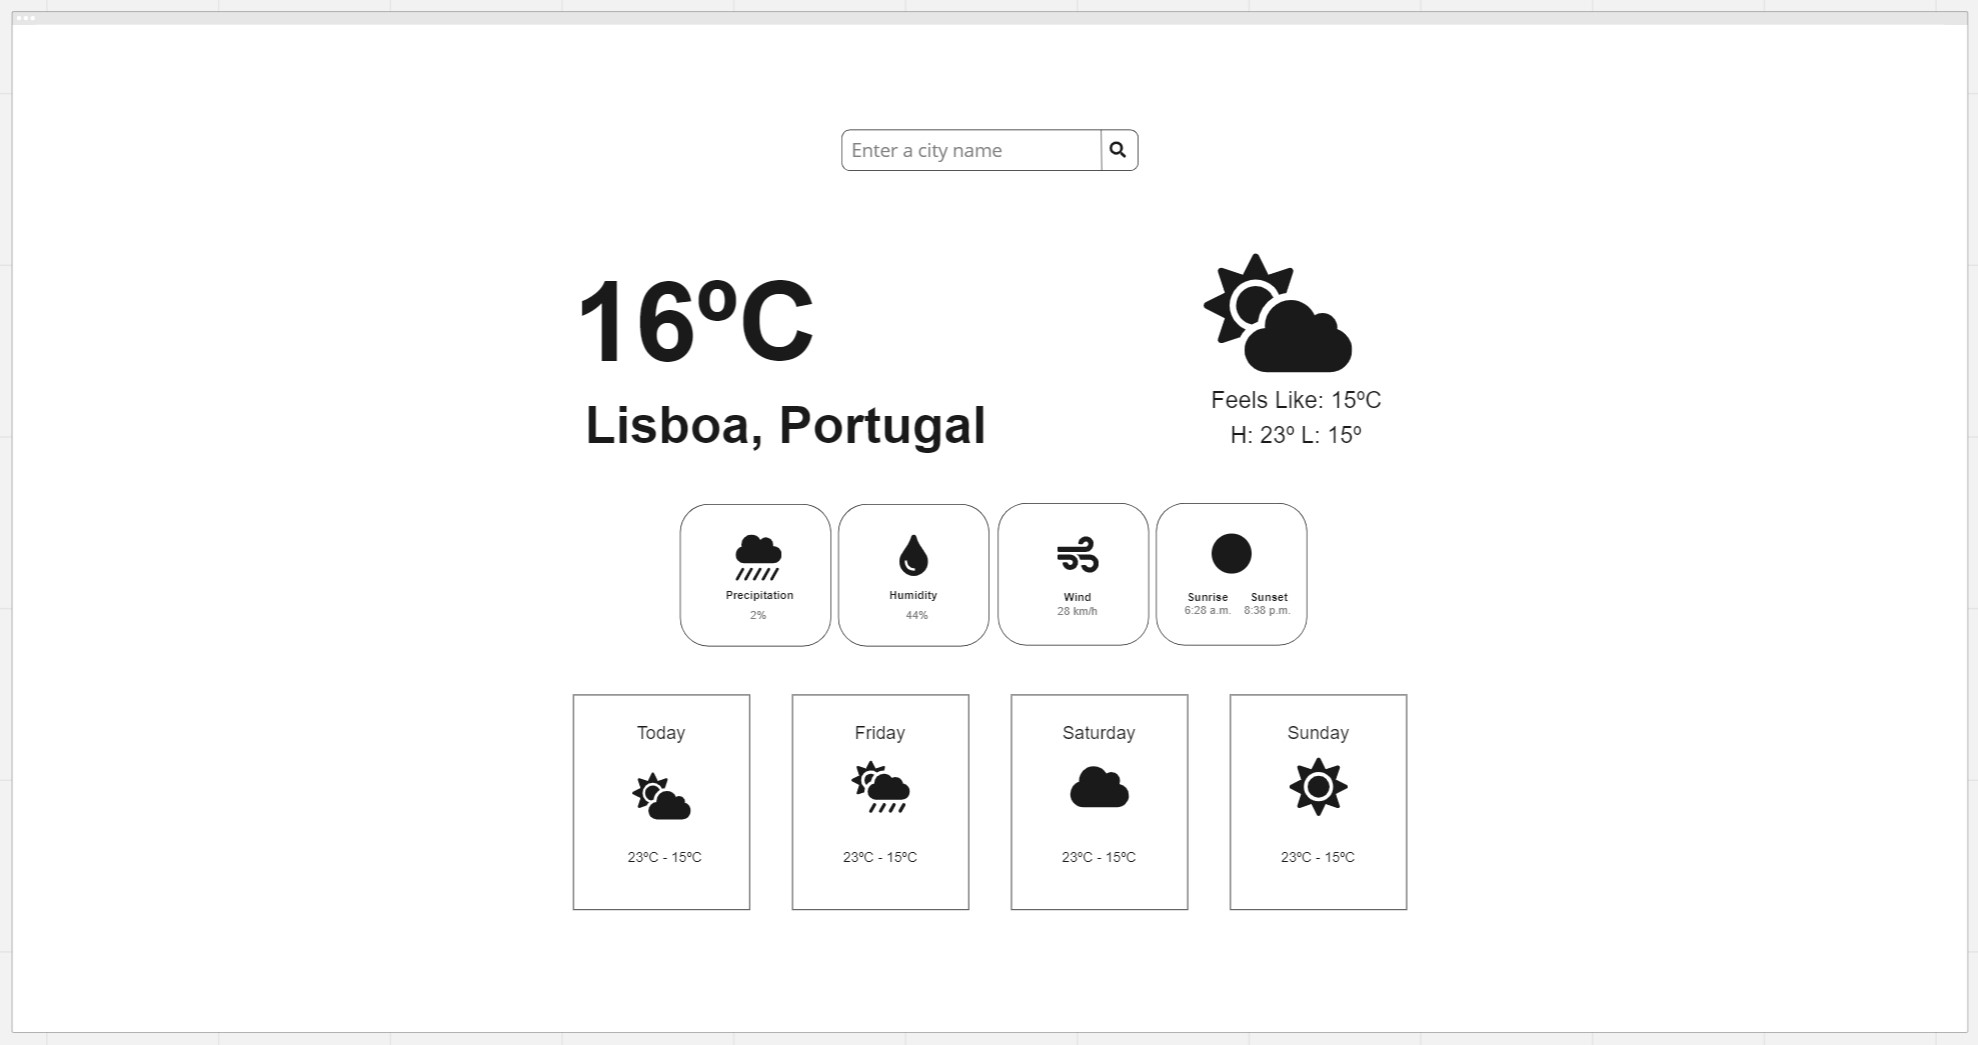 Enter a city name
16ºC
Lisboa, Portugal
Feels Like: 15ºC
H: 23º L: 15º
Precipitation
2%
Humidity
44%
Wind
28 km/h
Sunrise
6:28 a.m.
Sunset
8:38 p.m.
Today
23ºC - 15ºC
Friday
23ºC - 15ºC
Saturday
23ºC - 15ºC
Sunday
23ºC - 15ºC